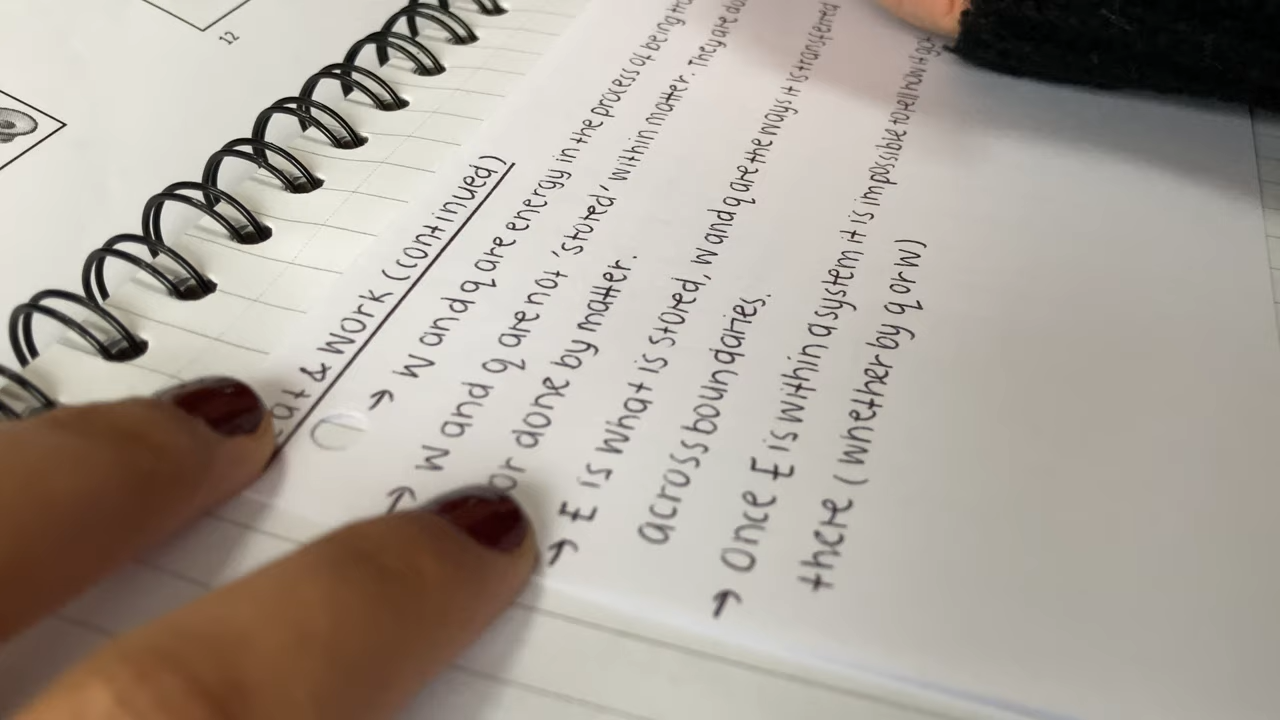 12
& Work (continued)
→ w and q are energy in the process of being
→ w and q are not 'stored' within matter. They are
or done by matter.
→ E is what is stored, w and q are the ways it is transferred
across boundaries.
→ Once E is within a system it is impossible to tell how it
there (whether by q or w)